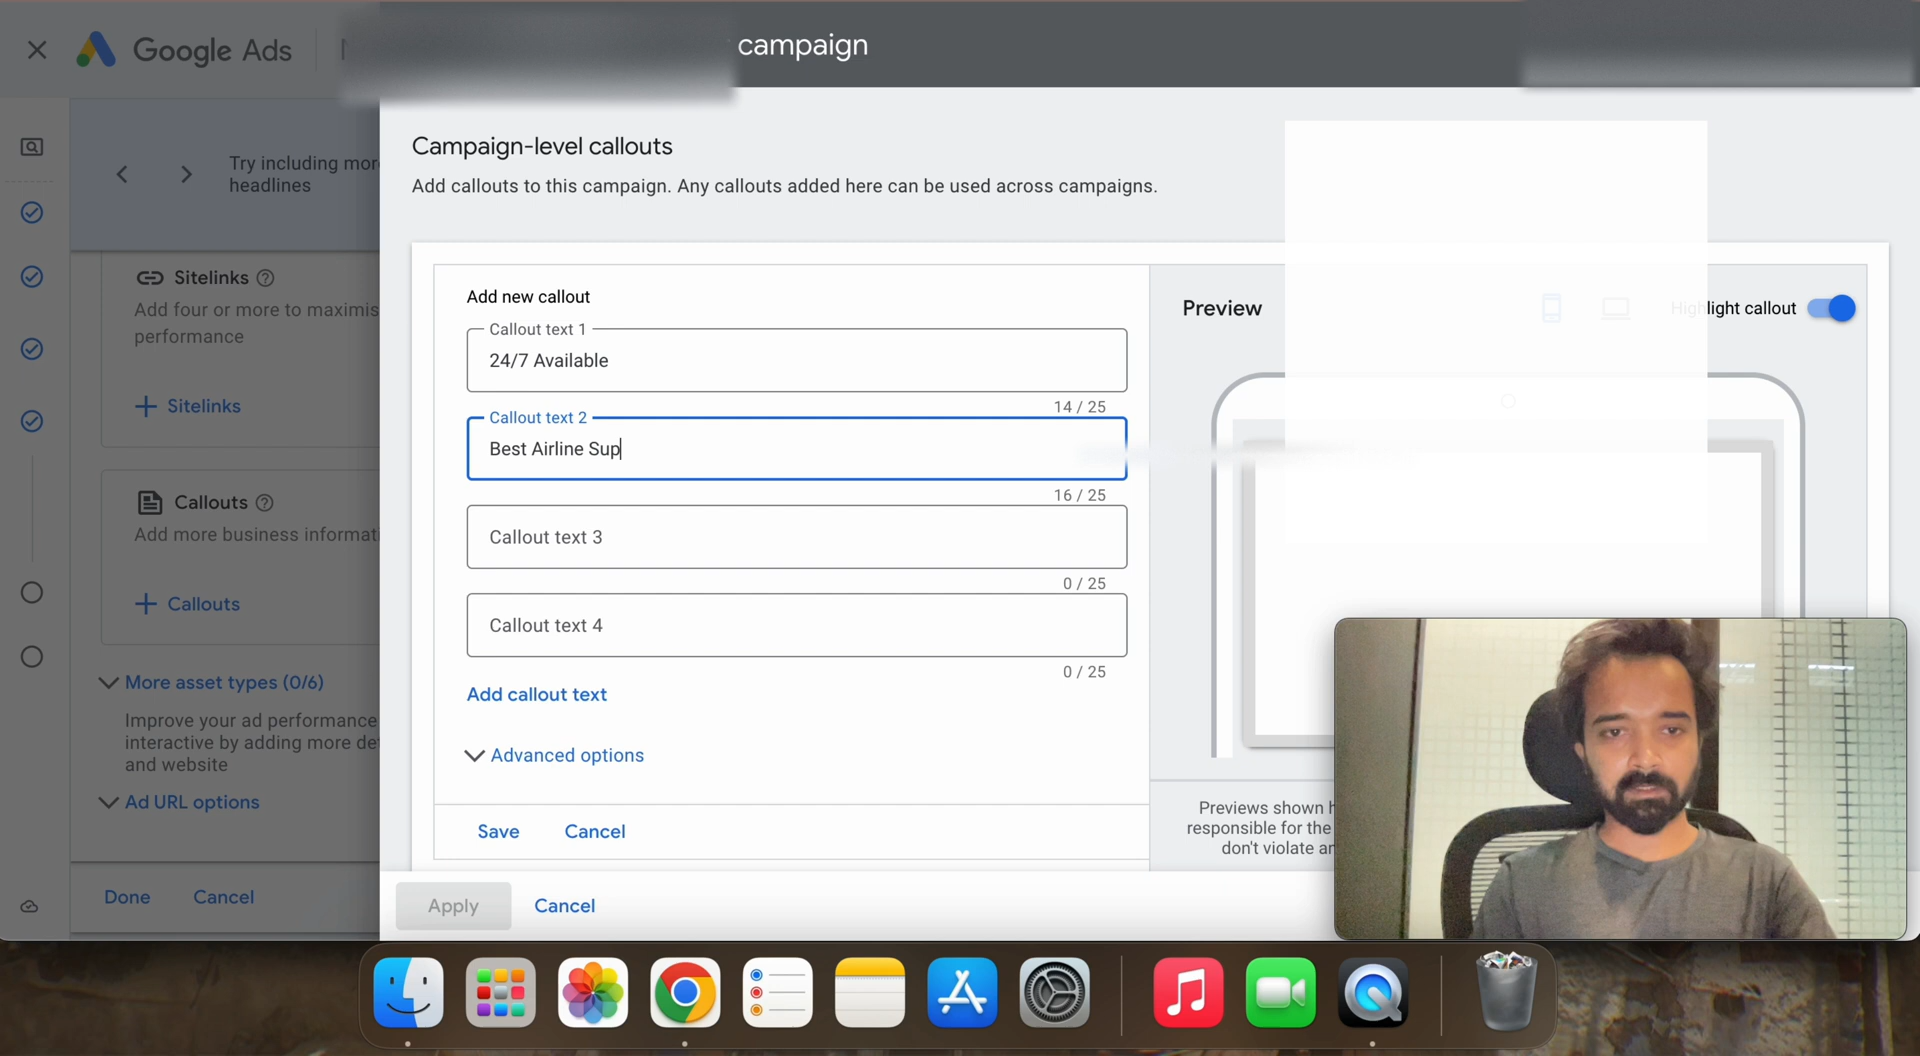 Google Ads
campaign
Try including more
headlines
Sitelinks
Add four or more to maximis
performance
Sitelinks
Callouts
Add more business informati
Callouts
More asset types (0/6)
Improve your ad performance
interactive by adding more det
and website
Ad URL options
Done
Cancel
Campaign-level callouts
Add callouts to this campaign. Any callouts added here can be used across campaigns.
Add new callout
Callout text 1
24/7 Available
14 / 25
Callout text 2
Best Airline Sup
16 / 25
Callout text 3
0 / 25
Callout text 4
0 / 25
Add callout text
Advanced options
Save
Cancel
Apply
Cancel
Preview
Highlight callout
Previews shown h
responsible for the
don't violate an